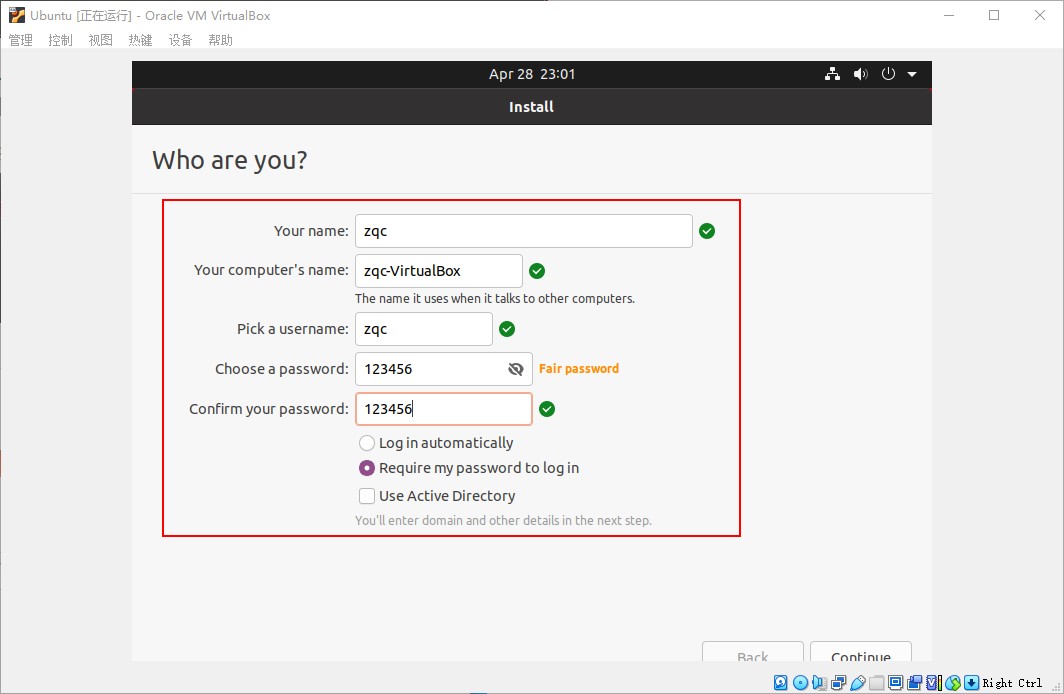 Ubuntu [正在运行] - Oracle VM VirtualBox
管理 控制 视图 热键 设备 帮助
Apr 28 23:01
Install
Who are you?
Your name: zqc
Your computer's name: zqc-VirtualBox
The name it uses when it talks to other computers.
Pick a username: zqc
Choose a password: 123456 Fair password
Confirm your password: 123456
Log in automatically
Require my password to log in
Use Active Directory
You'll enter domain and other details in the next step.
Back Continue
Right Ctrl